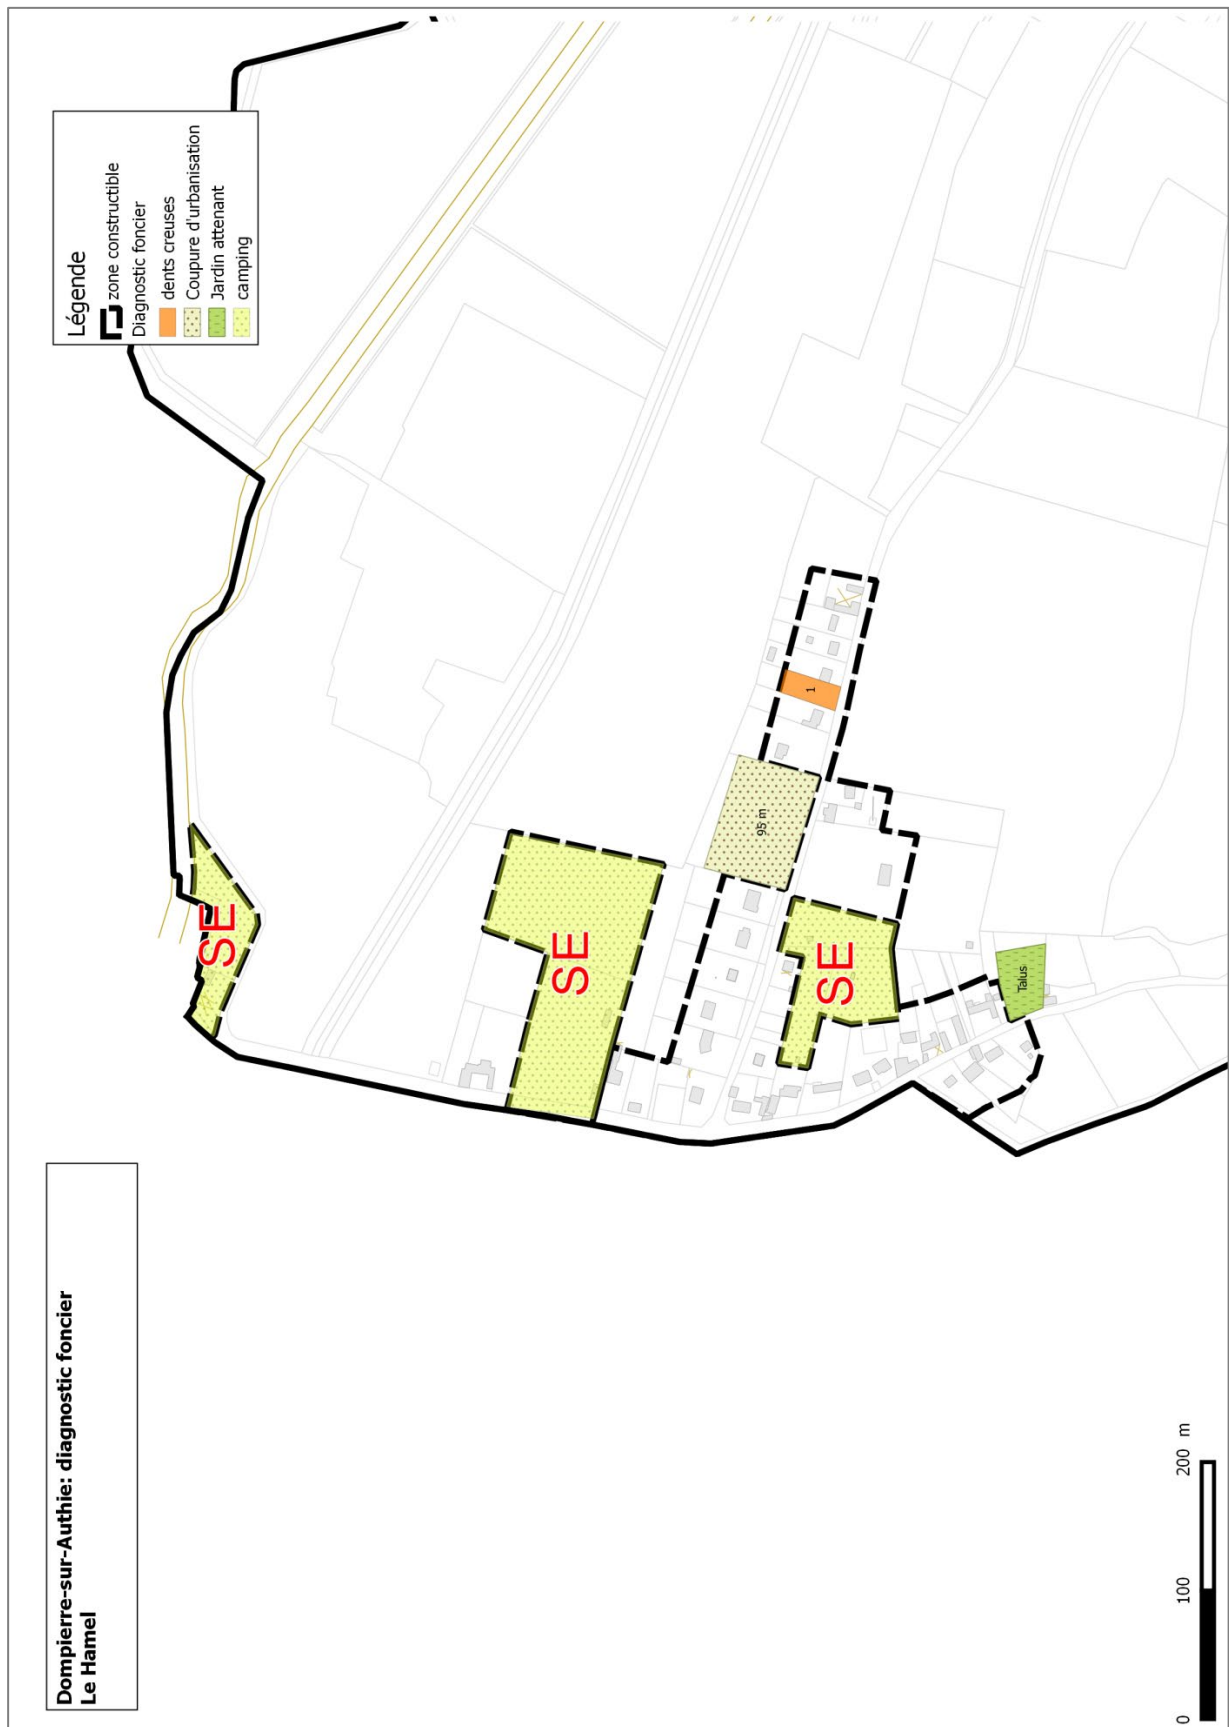 Dompierre-sur-Authie: diagnostic foncier
Le Hamel
Légende
zone constructible
Diagnostic foncier
dents creuses
Coupure d'urbanisation
Jardin attenant
camping
SE
SE
SE
95 m
1
Talus
0 100 200 m